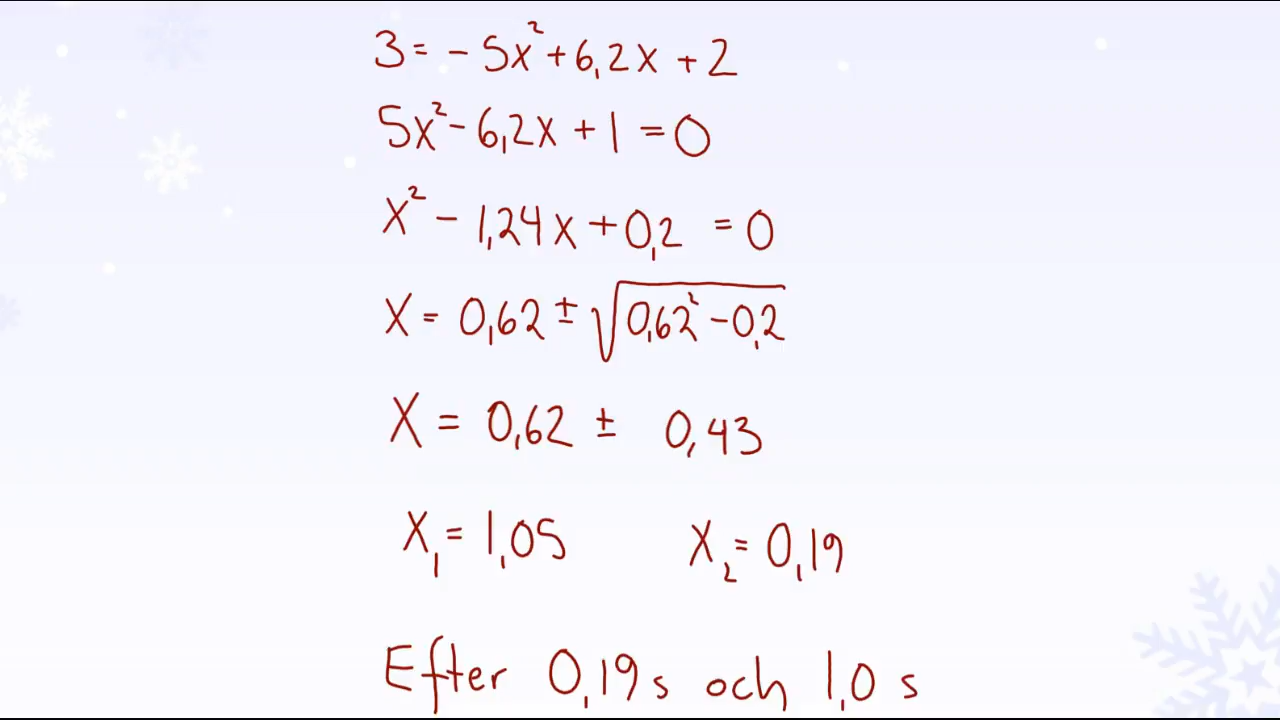 3 = - 5x² + 6,2x + 2
5x² - 6,2x + 1 = 0
x² - 1,24x + 0,2 = 0
x = 0,62 ± √(0,62² - 0,2)
x = 0,62 ± 0,43
x₁ = 1,05 x₂ = 0,19
Efter 0,19 s och 1,0 s